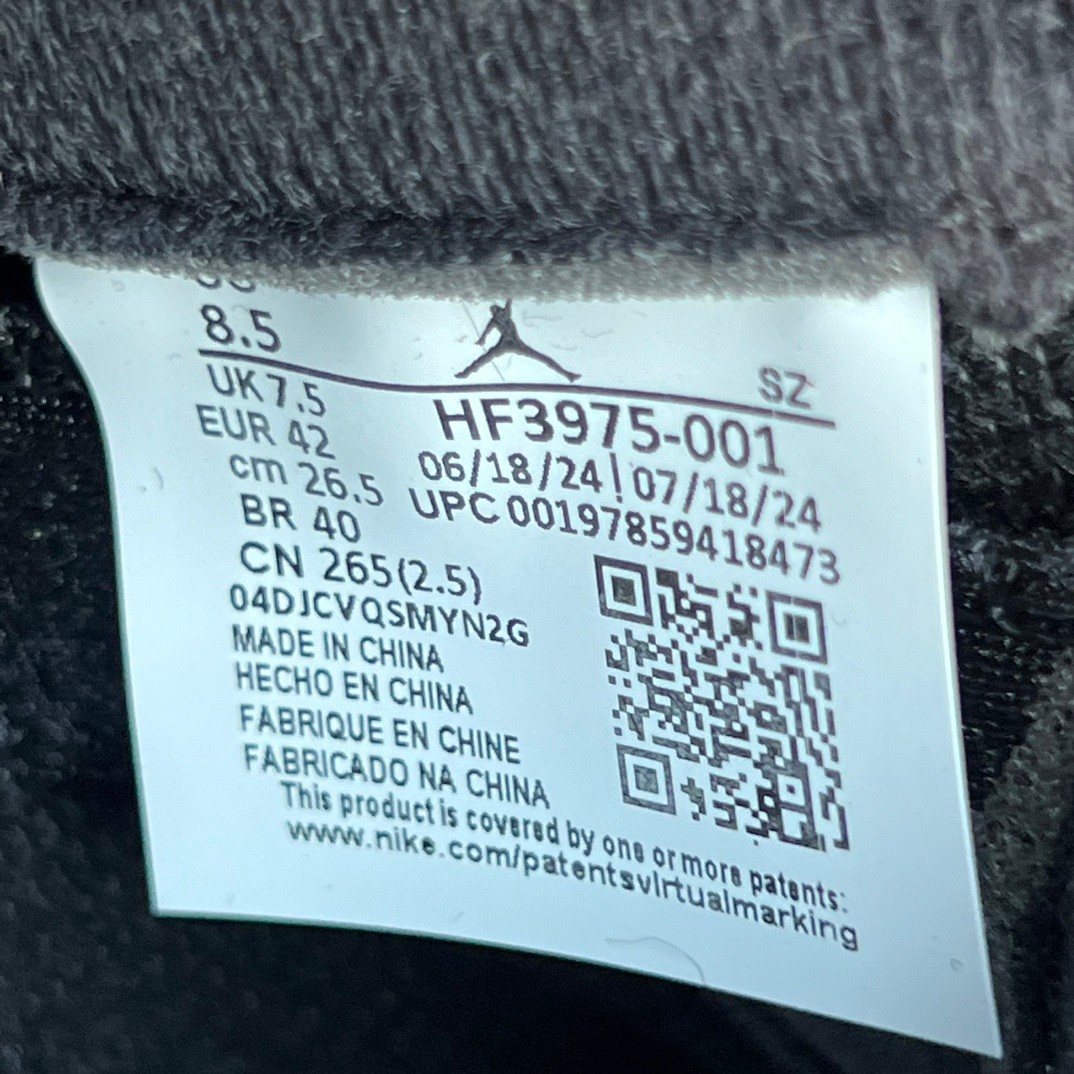 8.5
SZ
UK 7.5
HF3975-001
EUR 42
06/18/24 | 07/18/24
cm 26.5
UPC 00197859418473
BR 40
CN 265(2.5)
04DJCVQSMYN2G
MADE IN CHINA
HECHO EN CHINA
FABRIQUE EN CHINE
FABRICADO NA CHINA
This product is covered by one or more patents:
www.nike.com/patentsvirtualmarking